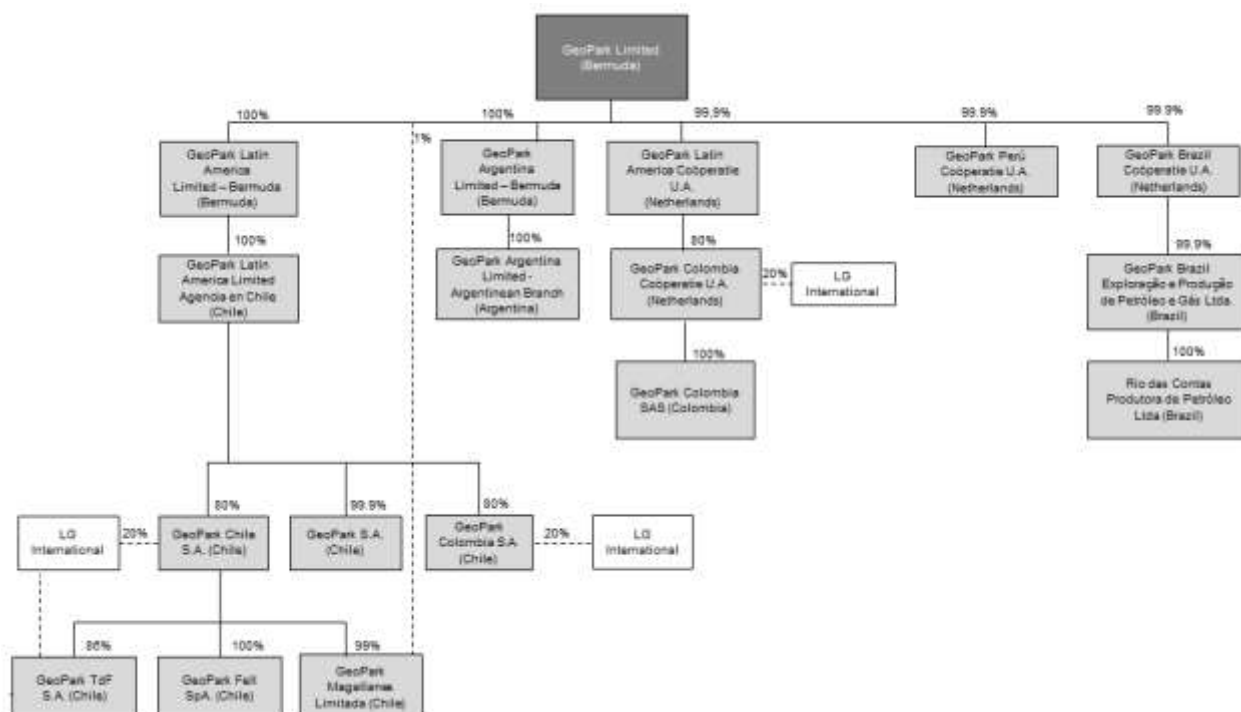 GeoPark Limited
(Bermuda)
100%
100%
99,9%
99.9%
99.9%
1%
GeoPark Latin
America
Limited – Bermuda
(Bermuda)
GeoPark
Argentina
Limited – Bermuda
(Bermuda)
GeoPark Latin
America Coöperatie
U.A.
(Netherlands)
GeoPark Perú
Coöperatie U.A.
(Netherlands)
GeoPark Brazil
Coöperatie U.A.
(Netherlands)
100%
100%
80%
99.9%
GeoPark Latin
America Limited
Agencia en Chile
(Chile)
GeoPark Argentina
Limited -
Argentinean Branch
(Argentina)
GeoPark Colombia
Coöperatie U.A.
(Netherlands)
20%
LG
International
GeoPark Brazil
Exploração e Produção
de Petróleo e Gás Ltda.
(Brazil)
100%
100%
GeoPark Colombia
SAS (Colombia)
Rio das Contas
Produtora de Petróleo
Ltda (Brazil)
80%
99.9%
80%
LG
International
20%
GeoPark Chile
S.A. (Chile)
GeoPark S.A.
(Chile)
GeoPark
Colombia S.A.
(Chile)
20%
LG
International
86%
100%
99%
GeoPark TdF
S.A. (Chile)
GeoPark Fell
SpA. (Chile)
GeoPark
Magallanes
Limitada (Chile)